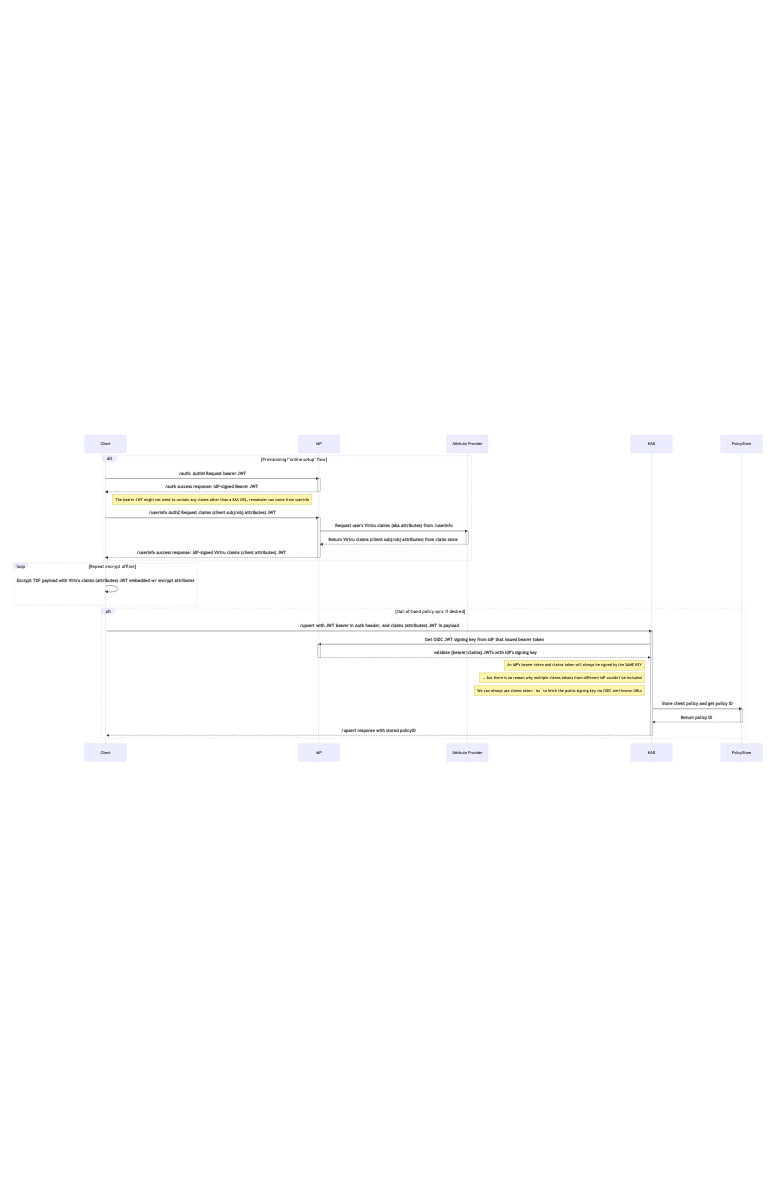 Client IdP Attribute Provider KAS PolicyStore
alt [Provisioning/"online setup" flow]
/auth: AuthN Request bearer JWT
/auth success response: IdP-signed Bearer JWT
The bearer JWT might not need to contain any claims other than a KAS URL, remainder can come from userinfo
/userinfo AuthZ Request claims (client subj/obj attributes) JWT
Request user's Virtru claims (aka attributes) from /userinfo
Return Virtru claims (client subj/obj attributes) from claim store
/userinfo success response: IdP-signed Virtru claims (client attributes) JWT
loop [Repeat encrypt offline]
Encrypt TDF payload with Virtru claims (attributes) JWT embedded w/ encrypt attributes
alt [Out-of-band policy sync if desired]
/upsert with JWT bearer in Auth header, and claims (attributes) JWT in payload
Get OIDC JWT signing key from IdP that issued bearer token
validate (bearer|claims) JWTs with IdP's signing key
An IdP's bearer token and claims token will always be signed by the SAME KEY
...but there is no reason why multiple claims tokens from different IdP couldn't be included
We can always use claims token `iss` to fetch the public signing key via OIDC well-known URLs
Store client policy and get policy ID
Return policy ID
/upsert response with stored policyID
Client IdP Attribute Provider KAS PolicyStore